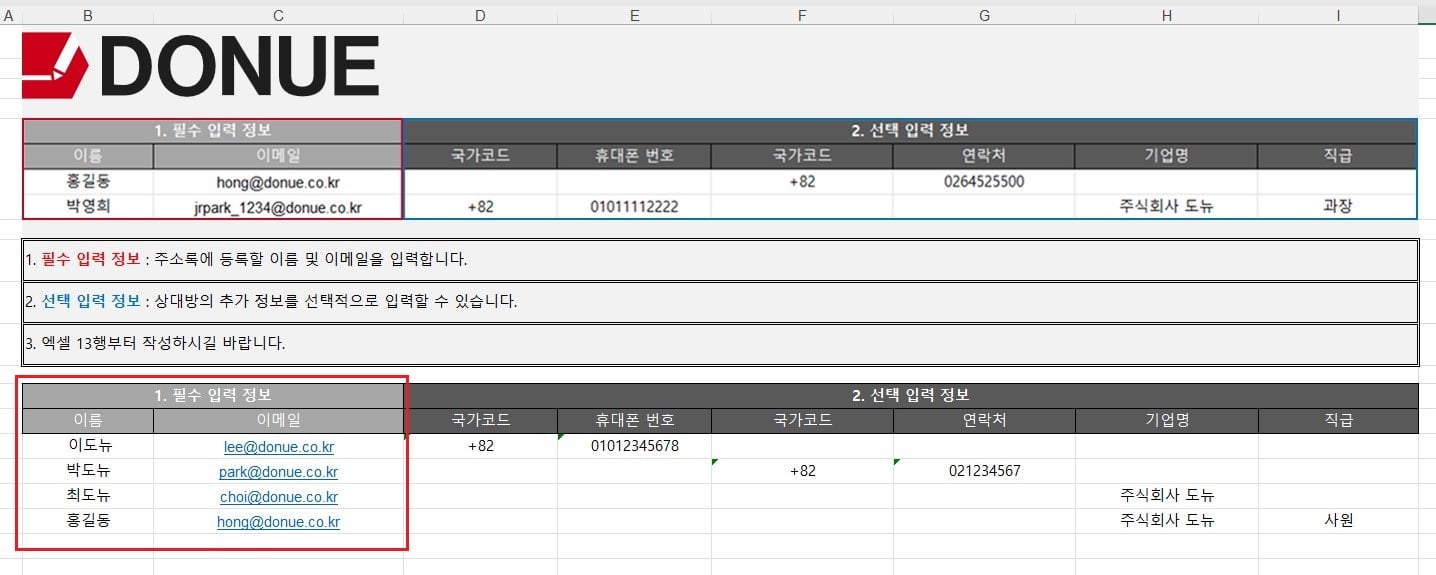 A B C D E F G H I
DONUE
1. 필수 입력 정보 2. 선택 입력 정보
이름 이메일 국가코드 휴대폰 번호 국가코드 연락처 기업명 직급
홍길동 hong@donue.co.kr +82 0264525500
박영희 jrpark_1234@donue.co.kr +82 01011112222 주식회사 도뉴 과장
1. 필수 입력 정보 : 주소록에 등록할 이름 및 이메일을 입력합니다.
2. 선택 입력 정보 : 상대방의 추가 정보를 선택적으로 입력할 수 있습니다.
3. 엑셀 13행부터 작성하시길 바랍니다.
1. 필수 입력 정보 2. 선택 입력 정보
이름 이메일 국가코드 휴대폰 번호 국가코드 연락처 기업명 직급
이도뉴 lee@donue.co.kr +82 01012345678
박도뉴 park@donue.co.kr +82 021234567
최도뉴 choi@donue.co.kr 주식회사 도뉴
홍길동 hong@donue.co.kr 주식회사 도뉴 사원